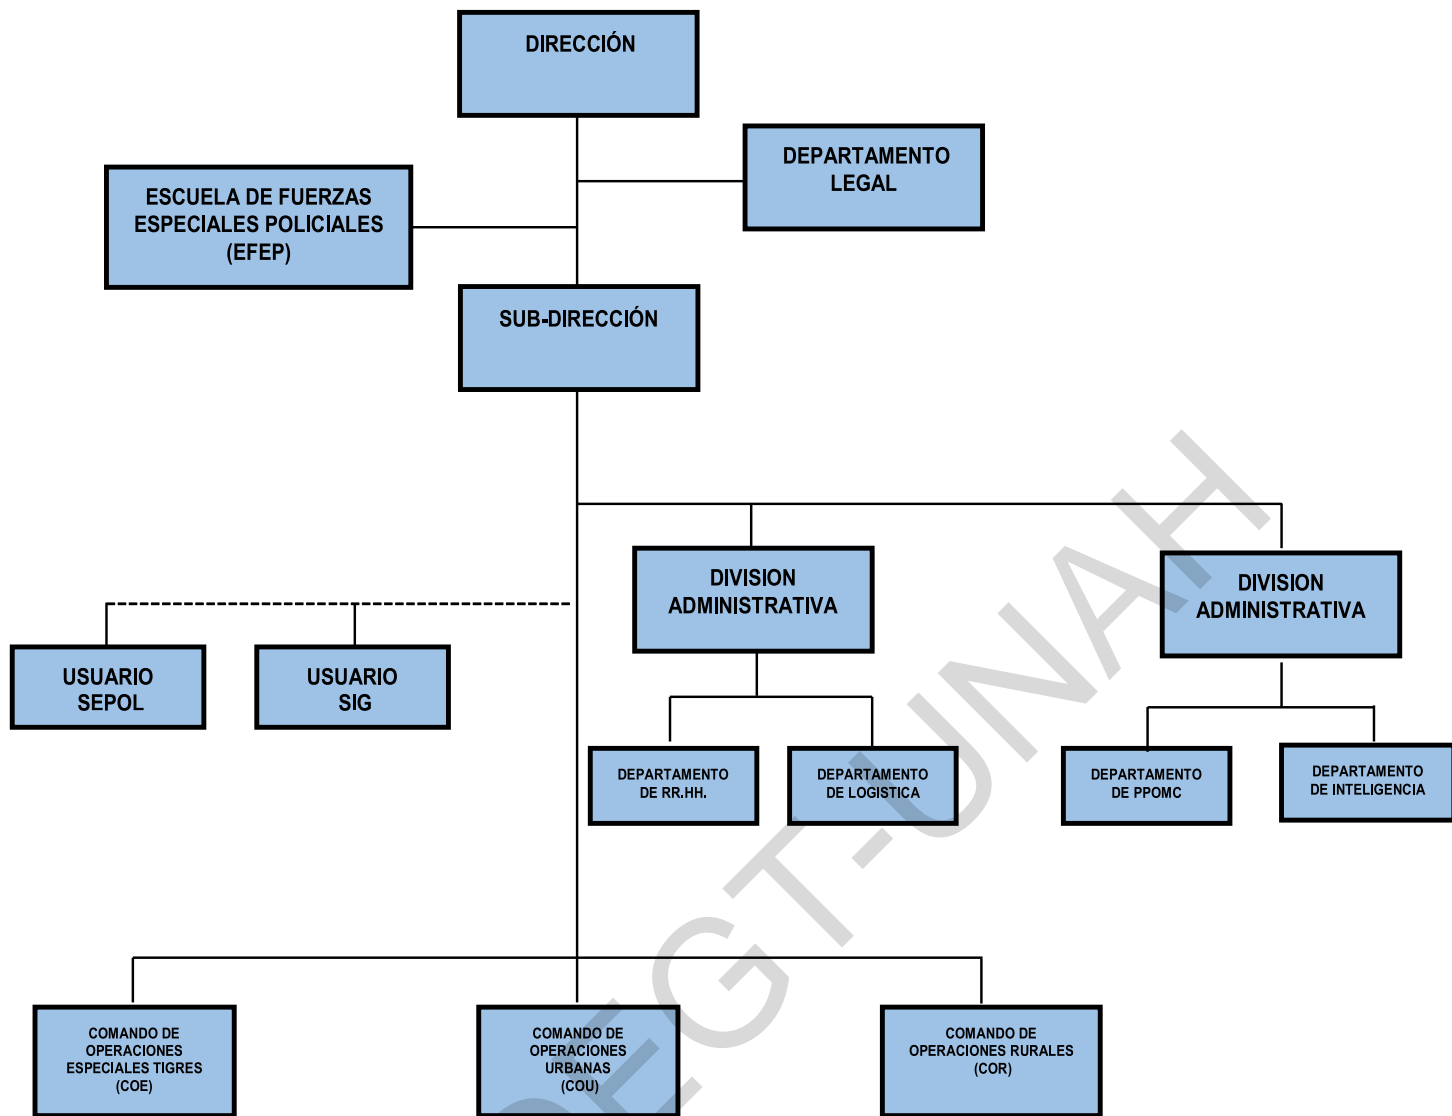 DIRECCIÓN
DEPARTAMENTO
LEGAL
ESCUELA DE FUERZAS
ESPECIALES POLICIALES
(EFEP)
SUB-DIRECCIÓN
DIVISION
ADMINISTRATIVA
DIVISION
ADMINISTRATIVA
USUARIO
SEPOL
USUARIO
SIG
DEPARTAMENTO
DE RR.HH.
DEPARTAMENTO
DE LOGISTICA
DEPARTAMENTO
DE PPOMC
DEPARTAMENTO
DE INTELIGENCIA
COMANDO DE
OPERACIONES
ESPECIALES TIGRES
(COE)
COMANDO DE
OPERACIONES
URBANAS
(COU)
COMANDO DE
OPERACIONES RURALES
(COR)
DEGT-UNAH